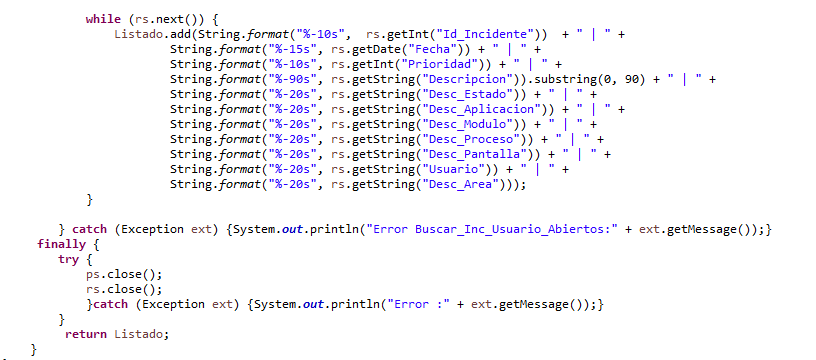 while (rs.next()) {
Listado.add(String.format("%-10s", rs.getInt("Id_Incidente")) + " | " +
String.format("%-15s", rs.getDate("Fecha")) + " | " +
String.format("%-10s", rs.getInt("Prioridad")) + " | " +
String.format("%-90s", rs.getString("Descripcion")).substring(0, 90) + " | " +
String.format("%-20s", rs.getString("Desc_Estado")) + " | " +
String.format("%-20s", rs.getString("Desc_Aplicacion")) + " | " +
String.format("%-20s", rs.getString("Desc_Modulo")) + " | " +
String.format("%-20s", rs.getString("Desc_Proceso")) + " | " +
String.format("%-20s", rs.getString("Desc_Pantalla")) + " | " +
String.format("%-20s", rs.getString("Usuario")) + " | " +
String.format("%-20s", rs.getString("Desc_Area")));
}
} catch (Exception ext) {System.out.println("Error Buscar_Inc_Usuario_Abiertos:" + ext.getMessage());}
finally {
try {
ps.close();
rs.close();
}catch (Exception ext) {System.out.println("Error :" + ext.getMessage());}
}
return Listado;
}